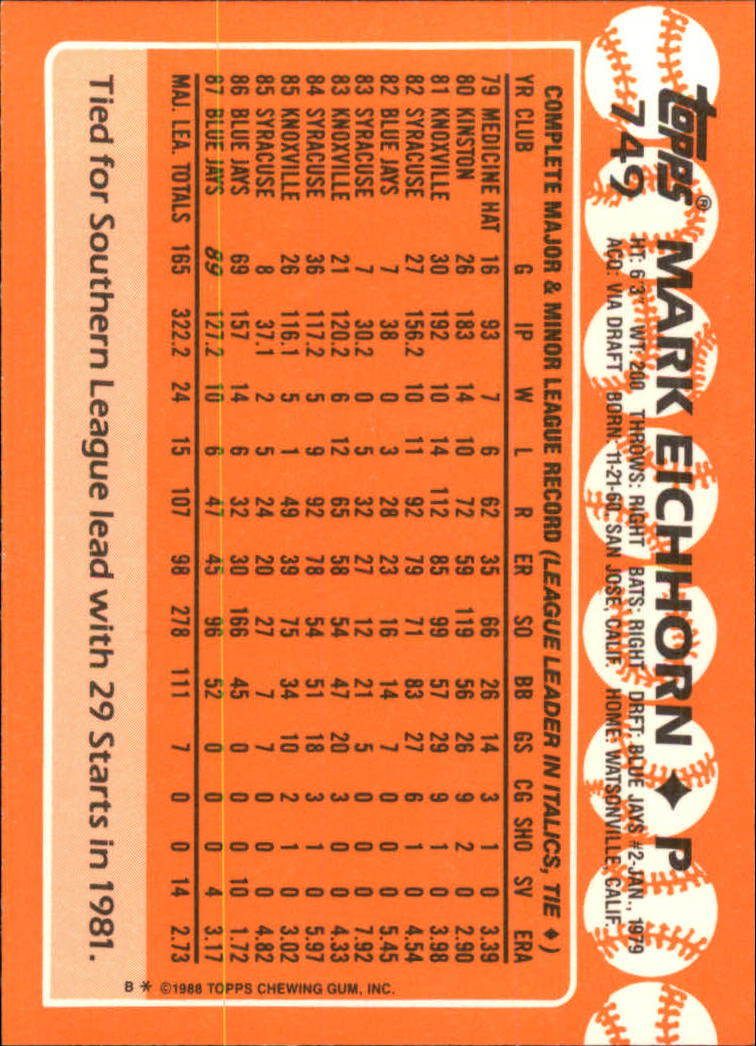 topps® MARK EICHHORN ♦ P
749
HT: 6'3" WT: 200 THROWS: RIGHT BATS: RIGHT DRFT: BLUE JAYS #2-JAN., 1979
ACQ: VIA DRAFT BORN: 11-21-60, SAN JOSE, CALIF. HOME: WATSONVILLE, CALIF.
COMPLETE MAJOR & MINOR LEAGUE RECORD (LEAGUE LEADER IN ITALICS, TIE ♦)
YR CLUB G IP W L R ER SO BB GS CG SHO SV ERA
79 MEDICINE HAT 16 93 7 6 62 35 66 26 14 3 1 0 3.39
80 KINSTON 26 183 14 10 72 59 119 56 26 9 2 0 2.90
81 KNOXVILLE 30 192 10 14 112 85 99 57 29 9 1 0 3.98
82 SYRACUSE 27 156.2 10 11 92 79 71 83 27 6 1 0 4.54
82 BLUE JAYS 7 38 0 3 28 23 16 14 7 0 0 0 5.45
83 SYRACUSE 7 30.2 0 5 32 27 12 21 5 0 0 0 7.92
83 KNOXVILLE 21 120.2 6 12 65 58 54 47 20 3 0 0 4.33
84 SYRACUSE 36 117.2 5 9 92 78 54 51 18 3 1 0 5.97
85 KNOXVILLE 26 116.1 5 1 49 39 75 34 10 2 1 0 3.02
85 SYRACUSE 8 37.1 2 5 24 20 27 7 7 0 0 0 4.82
86 BLUE JAYS 69 157 14 6 32 30 166 45 0 0 0 10 1.72
87 BLUE JAYS 89 127.2 10 6 47 45 96 52 0 0 0 4 3.17
MAJ. LEA. TOTALS 165 322.2 24 15 107 98 278 111 7 0 0 14 2.73
Tied for Southern League lead with 29 Starts in 1981.
B * ©1988 TOPPS CHEWING GUM, INC.